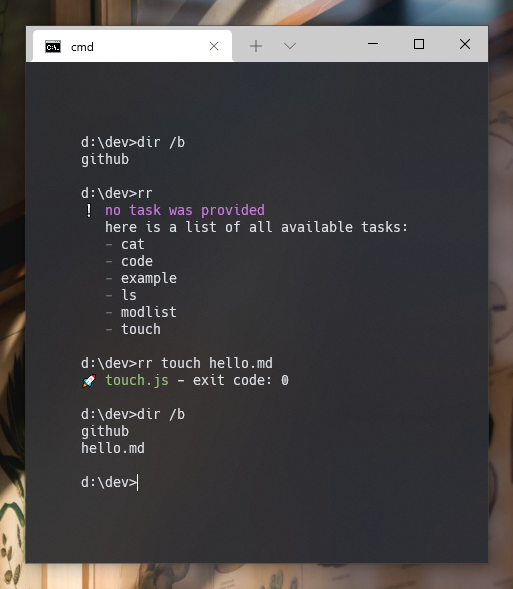 cmd
d:\dev>dir /b
github
d:\dev>rr
❕ no task was provided
here is a list of all available tasks:
- cat
- code
- example
- ls
- modlist
- touch
d:\dev>rr touch hello.md
🚀 touch.js - exit code: 0
d:\dev>dir /b
github
hello.md
d:\dev>